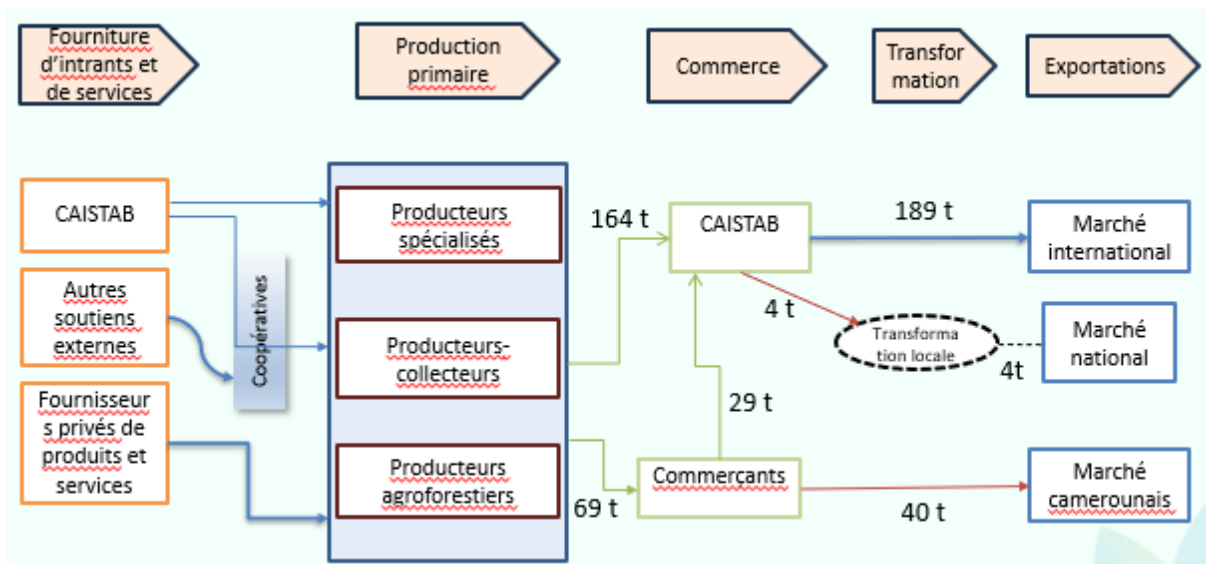 Fourniture
d'intrants et
de services
Production
primaire
Commerce
Transfor
mation
Exportations
CAISTAB
Autres
soutiens
externes
Fournisseur
s privés de
produits et
services
Coopératives
Producteurs
spécialisés
Producteurs-
collecteurs
Producteurs
agroforestiers
164 t
69 t
CAISTAB
29 t
Commerçants
189 t
4 t
Transforma
tion locale
4t
40 t
Marché
international
Marché
national
Marché
camerounais